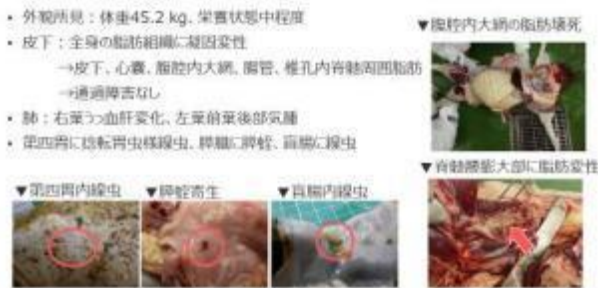 ・外貌所見：体重45.2 kg、栄養状態中程度
・皮下：全身の脂肪組織に凝固変性
→皮下、心嚢、腹腔内大網、腸管、椎孔内脊髄周囲脂肪
→通過障害なし
・肺：右葉うっ血肝変化、左葉前葉後部気腫
・第四胃に捻転胃虫様線虫、膵臓に膵蛭、盲腸に線虫
▼腹腔内大網の脂肪壊死
▼脊髄腰膨大部に脂肪変性
▼第四胃内線虫
▼膵蛭寄生
▼盲腸内線虫